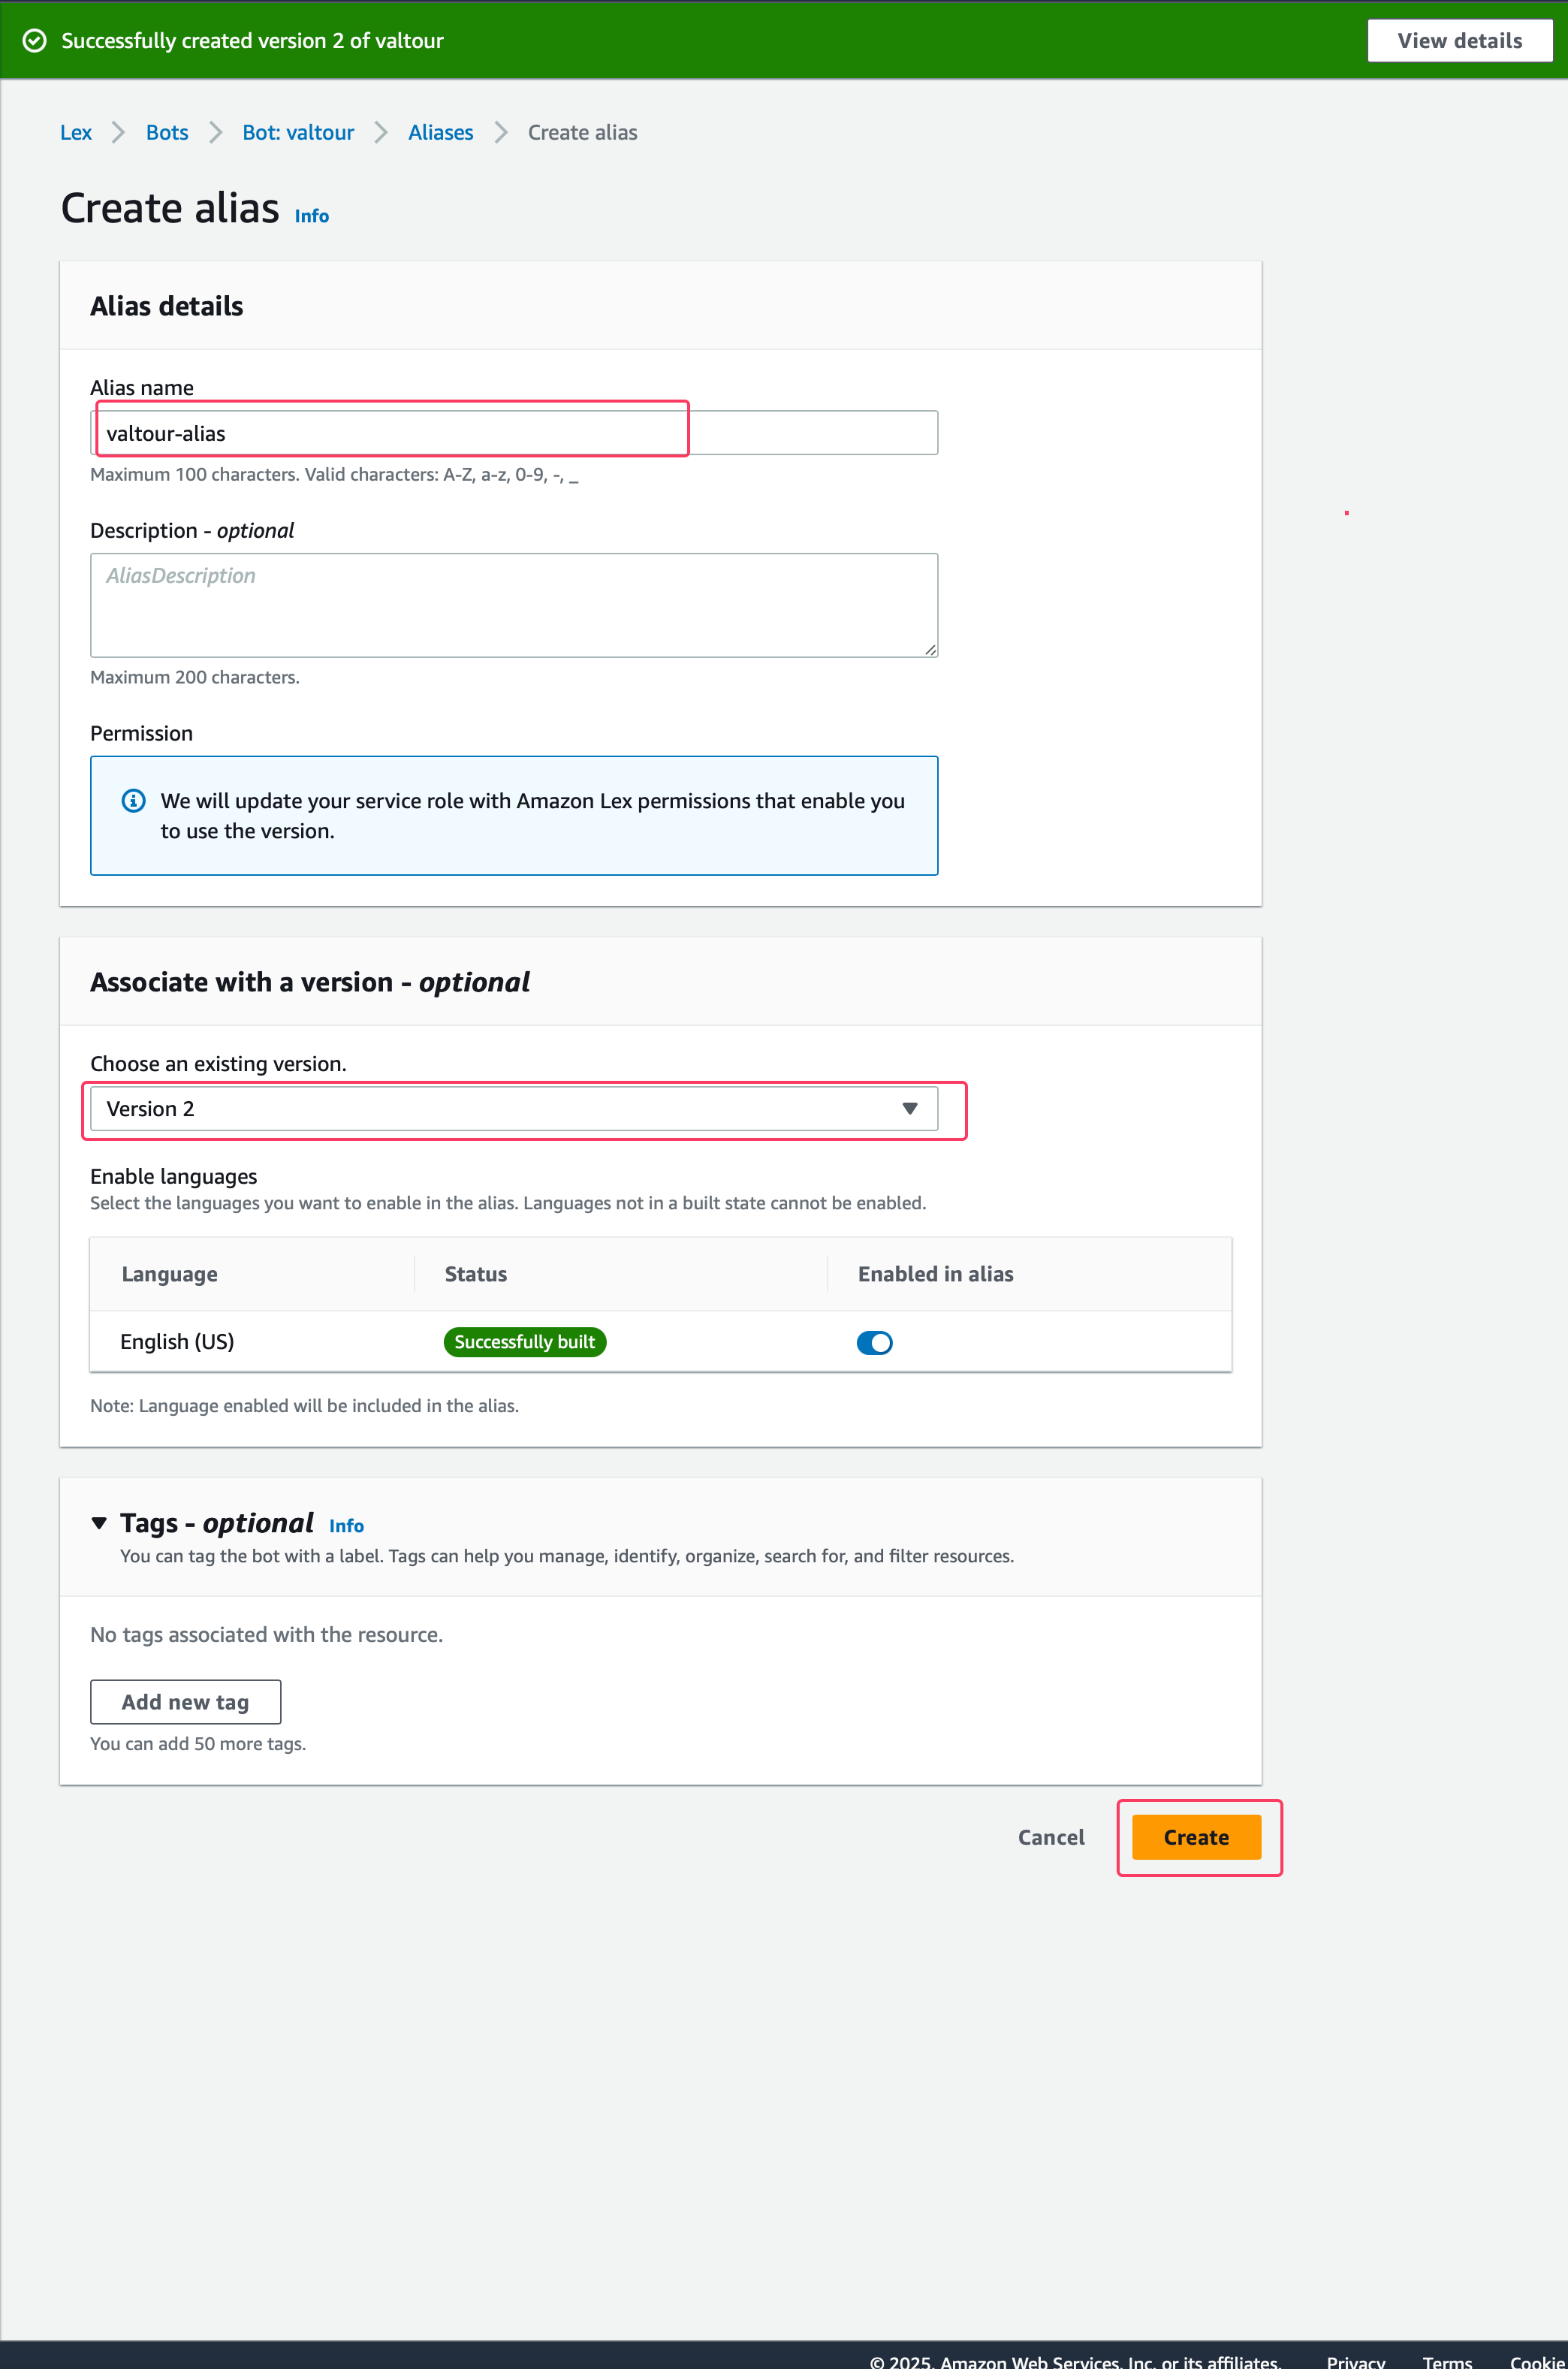 Successfully created version 2 of valtour
View details
Lex
Bots
Bot: valtour
Aliases
Create alias
Create alias Info
Alias details
Alias name
valtour-alias
Maximum 100 characters. Valid characters: A-Z, a-z, 0-9, -, _
Description - optional
AliasDescription
Maximum 200 characters.
Permission
We will update your service role with Amazon Lex permissions that enable you
to use the version.
Associate with a version - optional
Choose an existing version.
Version 2
Enable languages
Select the languages you want to enable in the alias. Languages not in a built state cannot be enabled.
Language Status Enabled in alias
English (US) Successfully built
Note: Language enabled will be included in the alias.
Tags - optional Info
You can tag the bot with a label. Tags can help you manage, identify, organize, search for, and filter resources.
No tags associated with the resource.
Add new tag
You can add 50 more tags.
Cancel Create
© 2025, Amazon Web Services, Inc. or its affiliates. Privacy Terms Cookie